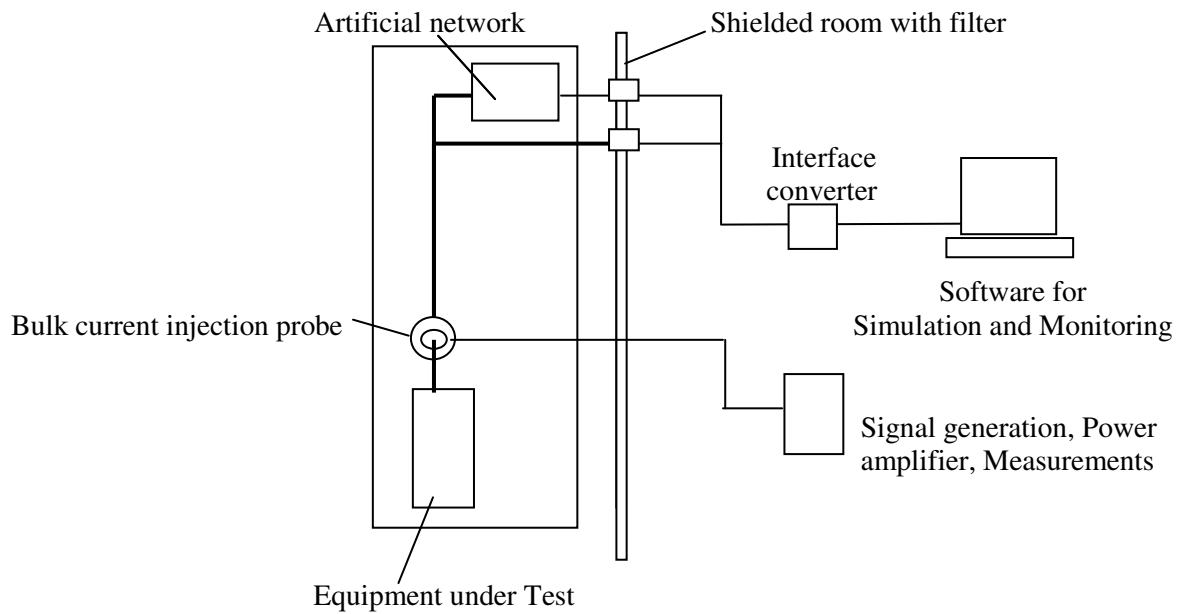 Artificial network
Shielded room with filter
Interface
converter
Bulk current injection probe
Software for
Simulation and Monitoring
Signal generation, Power
amplifier, Measurements
Equipment under Test